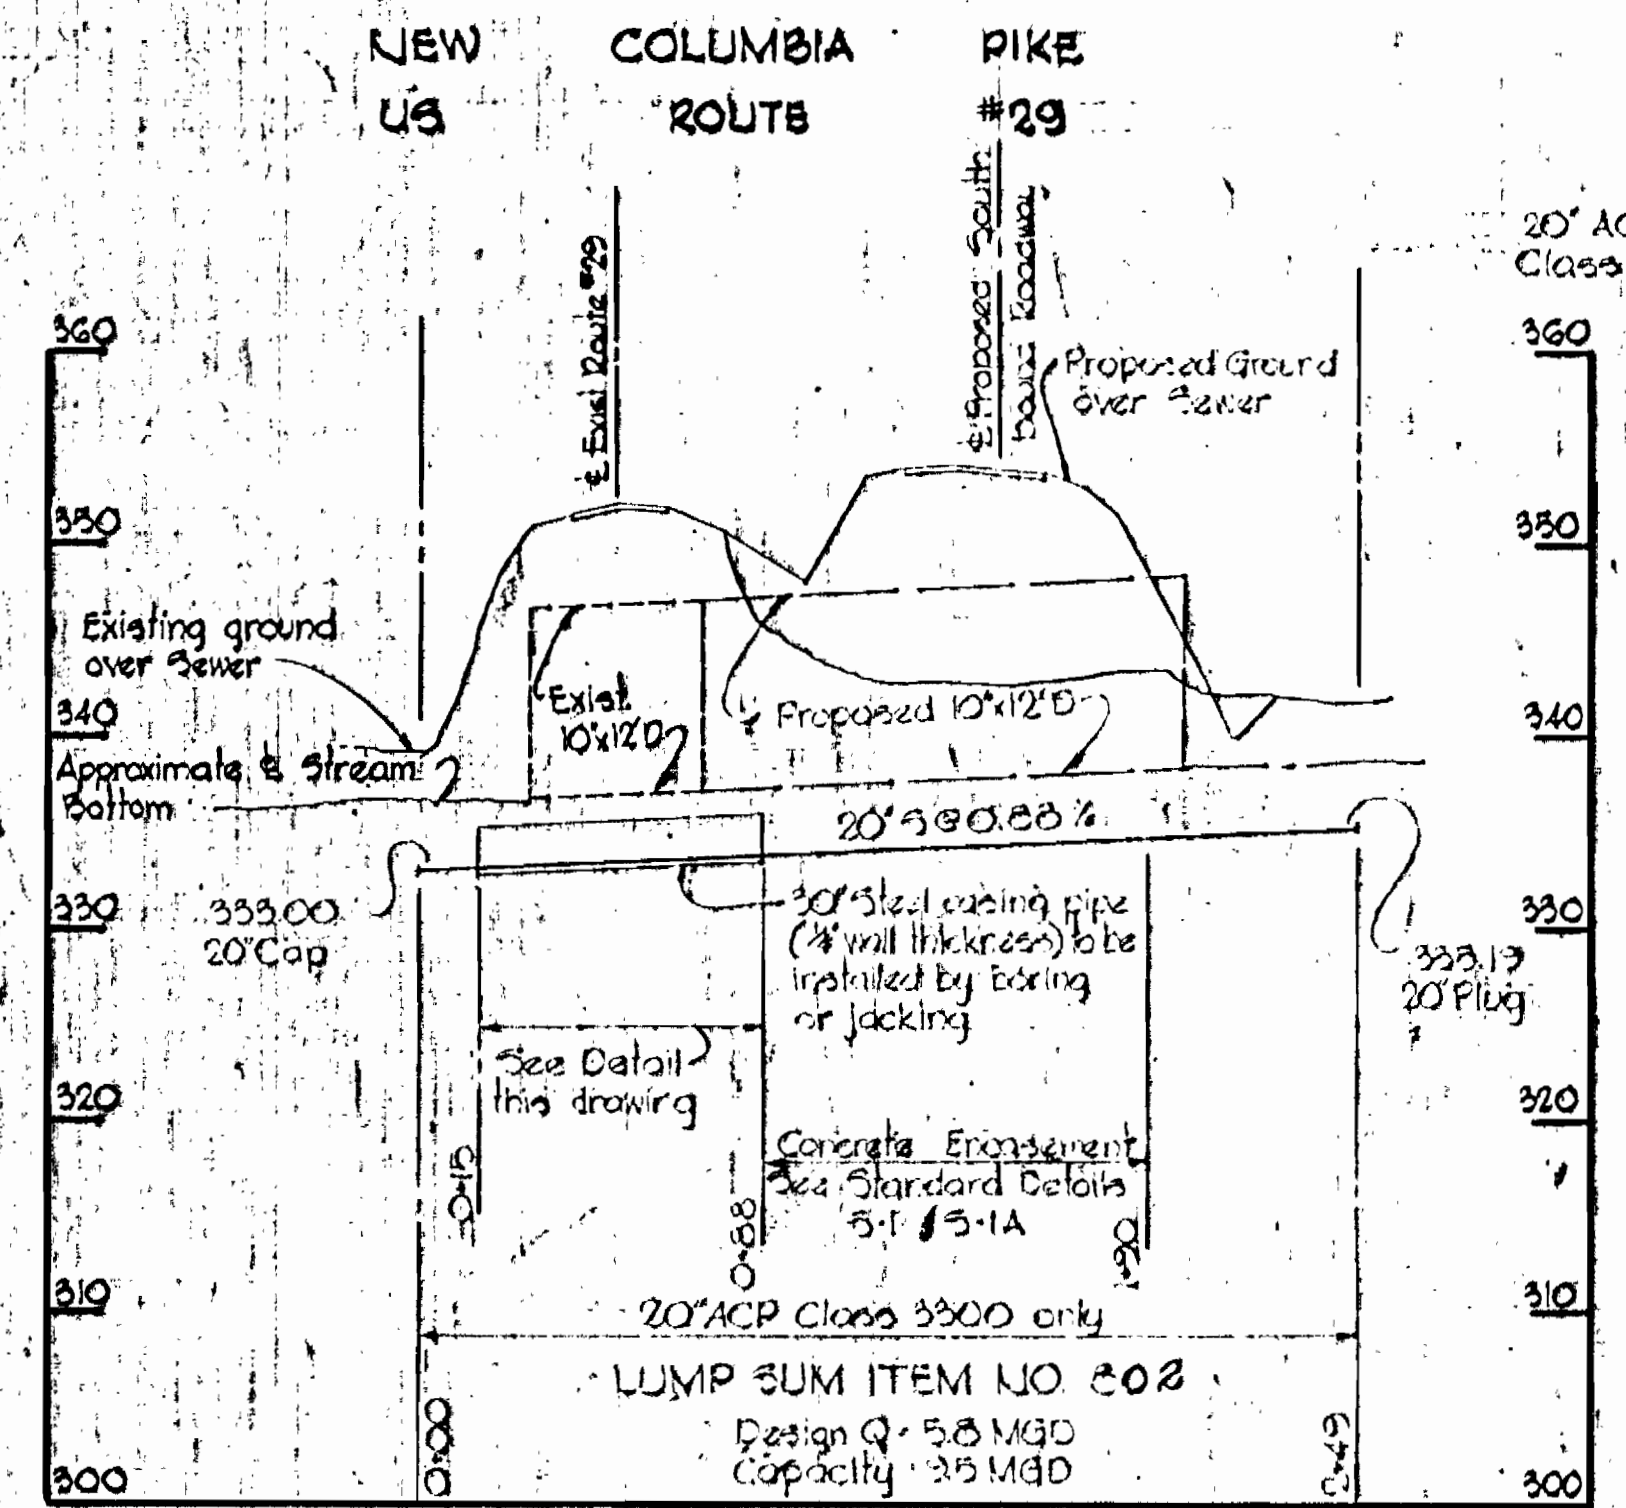 NEW COLUMBIA PIKE
US ROUTE #29
℄ Exist Route #29
℄ Proposed South
bound Roadway
20" AC
Class
360
360
Proposed Ground
over Sewer
350
350
Existing ground
over Sewer
340
340
Exist.
10'x12'D
Proposed 10'x12'D
Approximate ℄ Stream
Bottom
20"S@0.88%
330
330
333.00
20"Cap
30" Steel casing pipe
(¼" wall thickness) to be
installed by Boring
or Jacking
20"Plug
See Detail
this drawing
320
320
Concrete Encasement
See Standard Details
S-1 / S-1A
0+15
0+88
310
310
20"ACP Class 3300 only
LUMP SUM ITEM NO. 802
Design Q - 5.8 MGD
Capacity
MGD
0+00
300
300